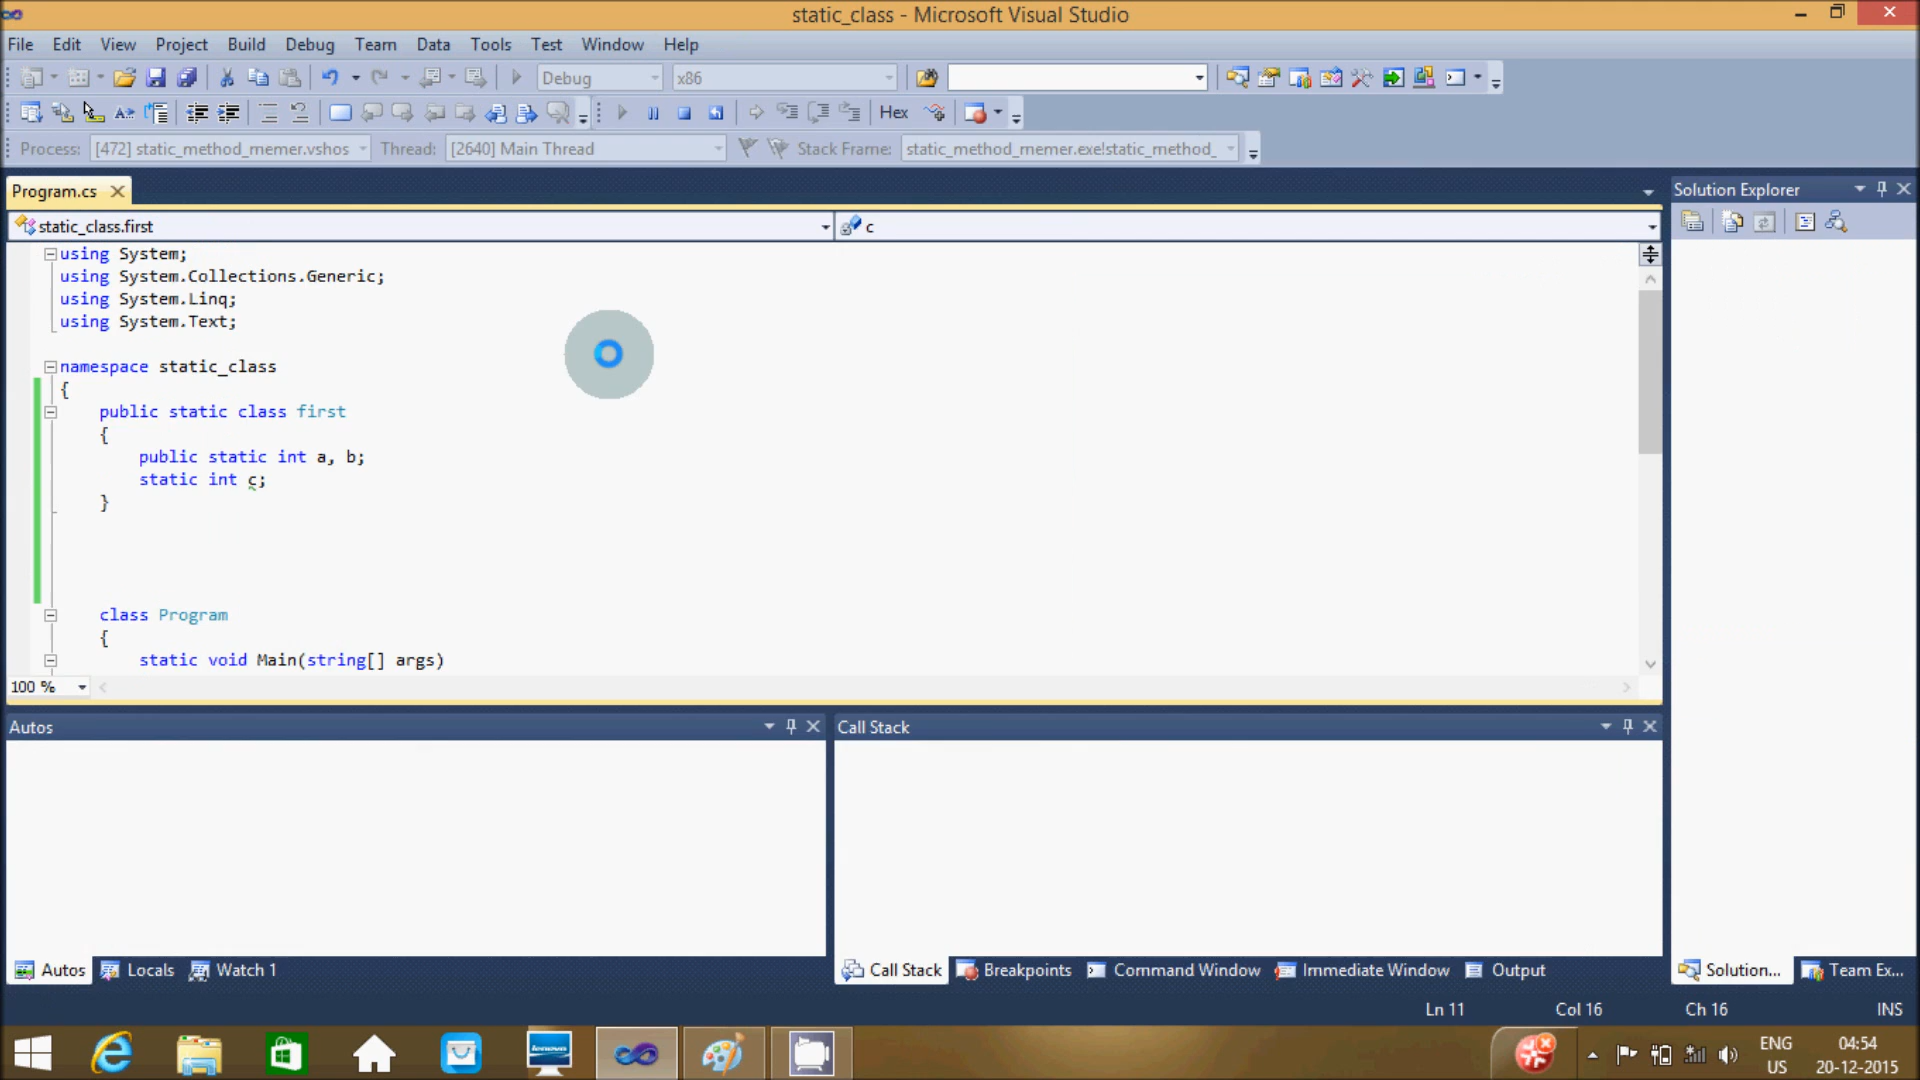 static_class - Microsoft Visual Studio
File Edit View Project Build Debug Team Data Tools Test Window Help
Debug x86
Hex
Process: [472] static_method_memer.vshos Thread: [2640] Main Thread Stack Frame: static_method_memer.exe!static_method_
Program.cs
Solution Explorer
static_class.first c
using System;
using System.Collections.Generic;
using System.Linq;
using System.Text;
namespace static_class
{
public static class first
{
public static int a, b;
static int c;
}
class Program
{
static void Main(string[] args)
100 %
Autos
Call Stack
Autos Locals Watch 1
Call Stack Breakpoints Command Window Immediate Window Output
Solution... Team Ex...
Ln 11 Col 16 Ch 16 INS
lenovo
ENG 04:54
US 20-12-2015